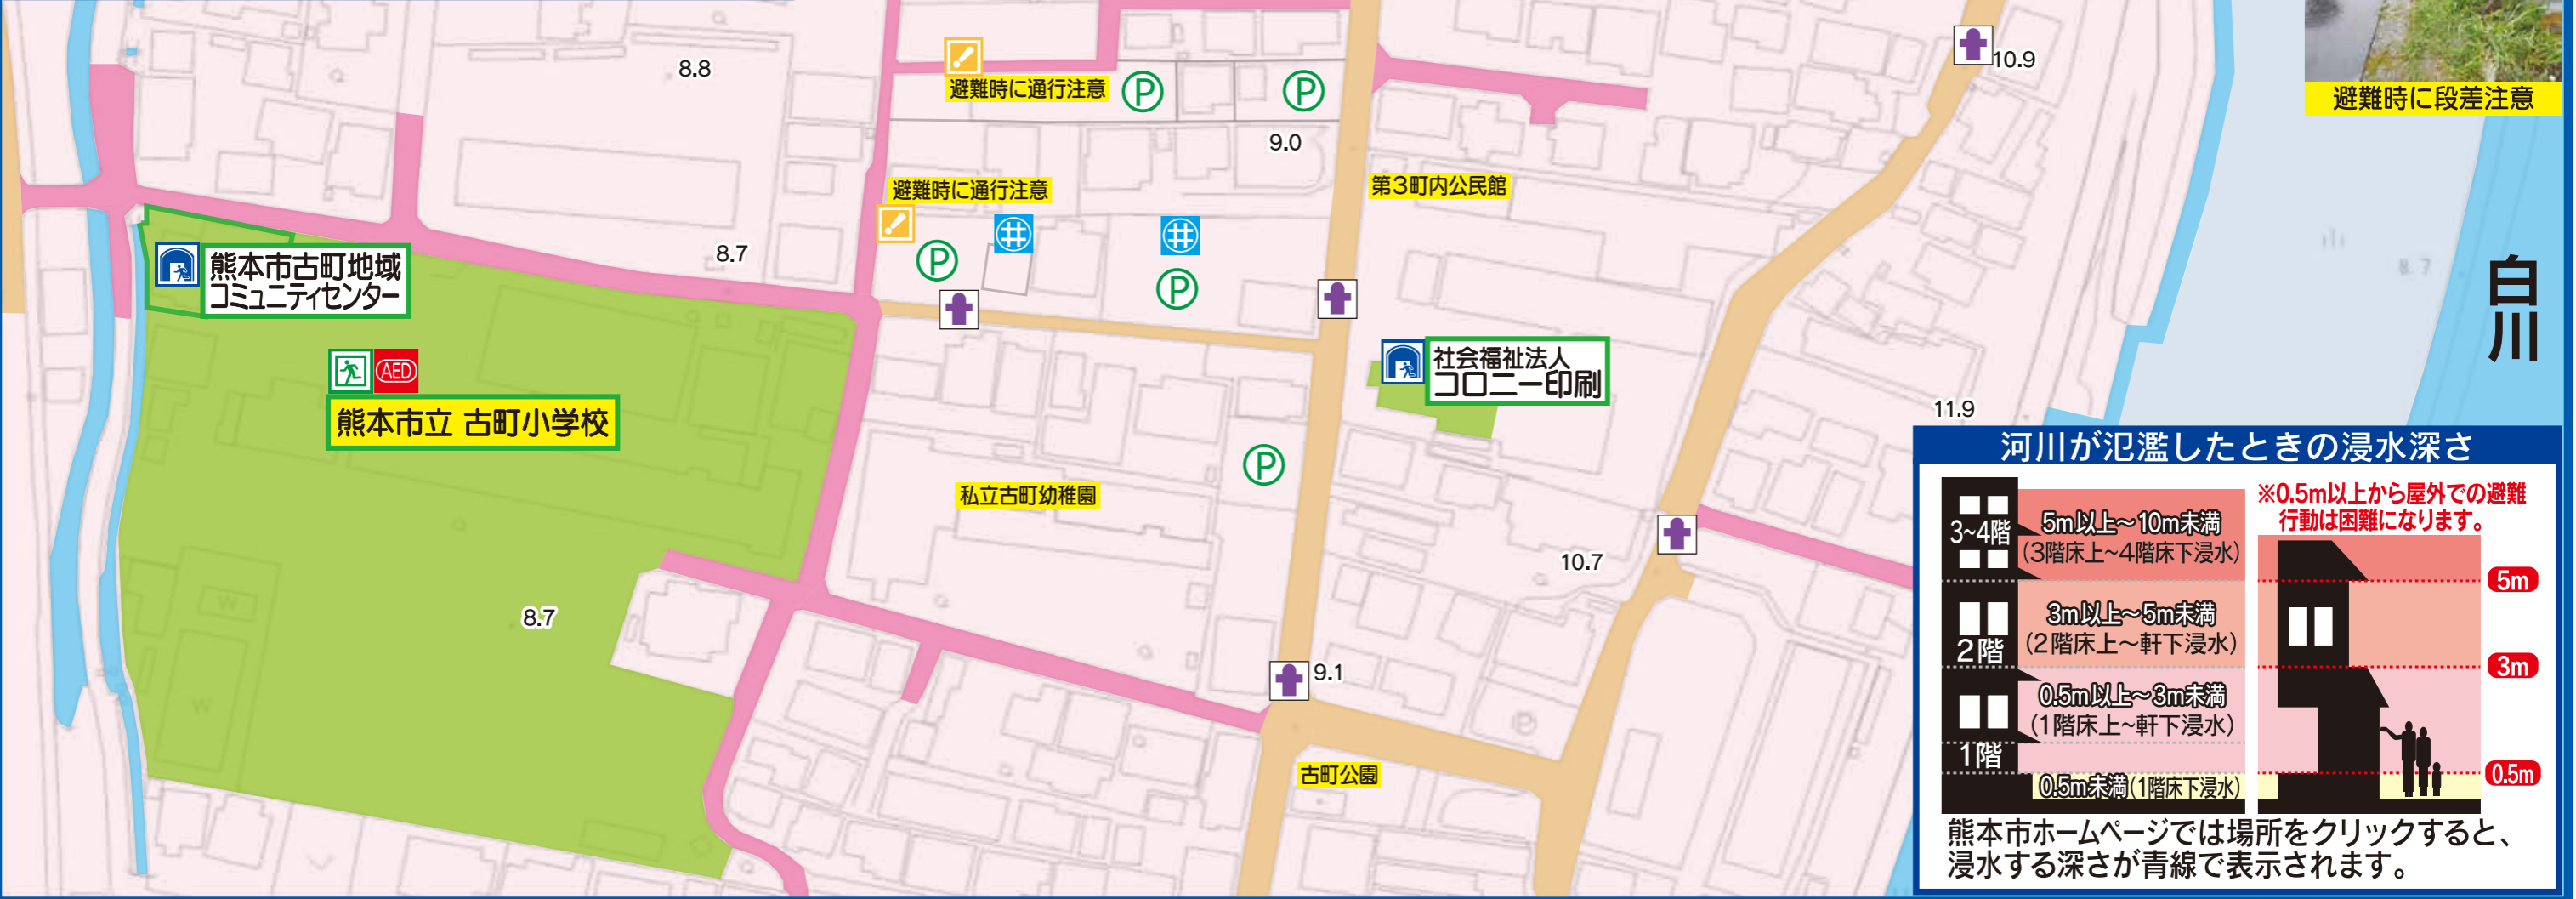 10.9
8.8
避難時に通行注意
P
P
避難時に段差注意
9.0
避難時に通行注意
第3町内公民館
8.7
P
P
熊本市古町地域
コミュニティセンター
8.7
白川
社会福祉法人
コロニー印刷
AED
熊本市立 古町小学校
11.9
P
私立古町幼稚園
10.7
8.7
W
W
9.1
P
古町公園
河川が氾濫したときの浸水深さ
3~4階
5m以上～10m未満
(3階床上～4階床下浸水)
2階
3m以上～5m未満
(2階床上～軒下浸水)
0.5m以上～3m未満
(1階床上~軒下浸水)
1階
0.5m未満(1階床下浸水)
※0.5m以上から屋外での避難
行動は困難になります。
5m
3m
0.5m
熊本市ホームページでは場所をクリックすると、
浸水する深さが青線で表示されます。